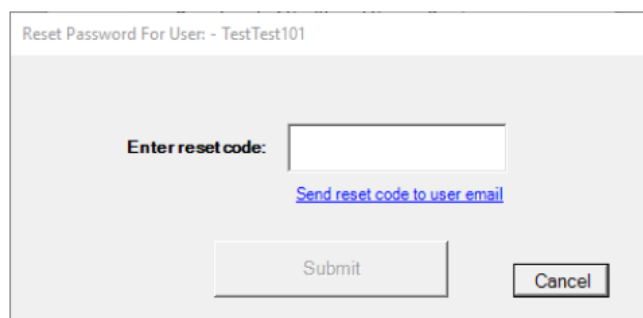 Reset Password For User: - TestTest101
Enter reset code:
Send reset code to user email
Submit
Cancel